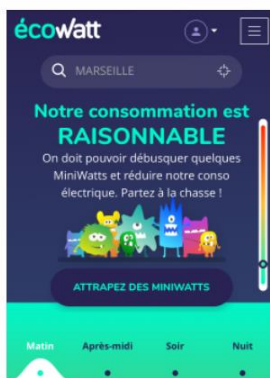 écowatt
MARSEILLE
Notre consommation est
RAISONNABLE
On doit pouvoir débusquer quelques
MiniWatts et réduire notre conso
électrique. Partez à la chasse !
ATTRAPEZ DES MINIWATTS
Matin Après-midi Soir Nuit